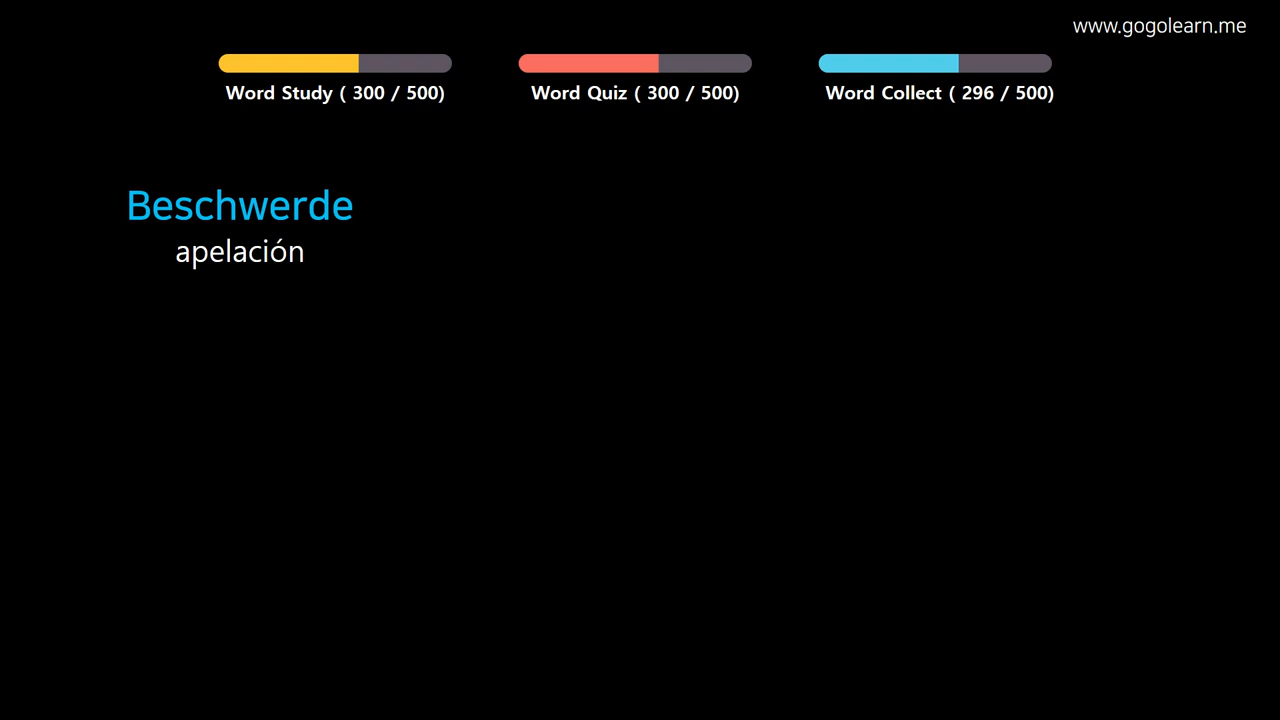 www.gogolearn.me
Word Study ( 300 / 500)
Word Quiz ( 300 / 500)
Word Collect ( 296 / 500)
Beschwerde
apelación